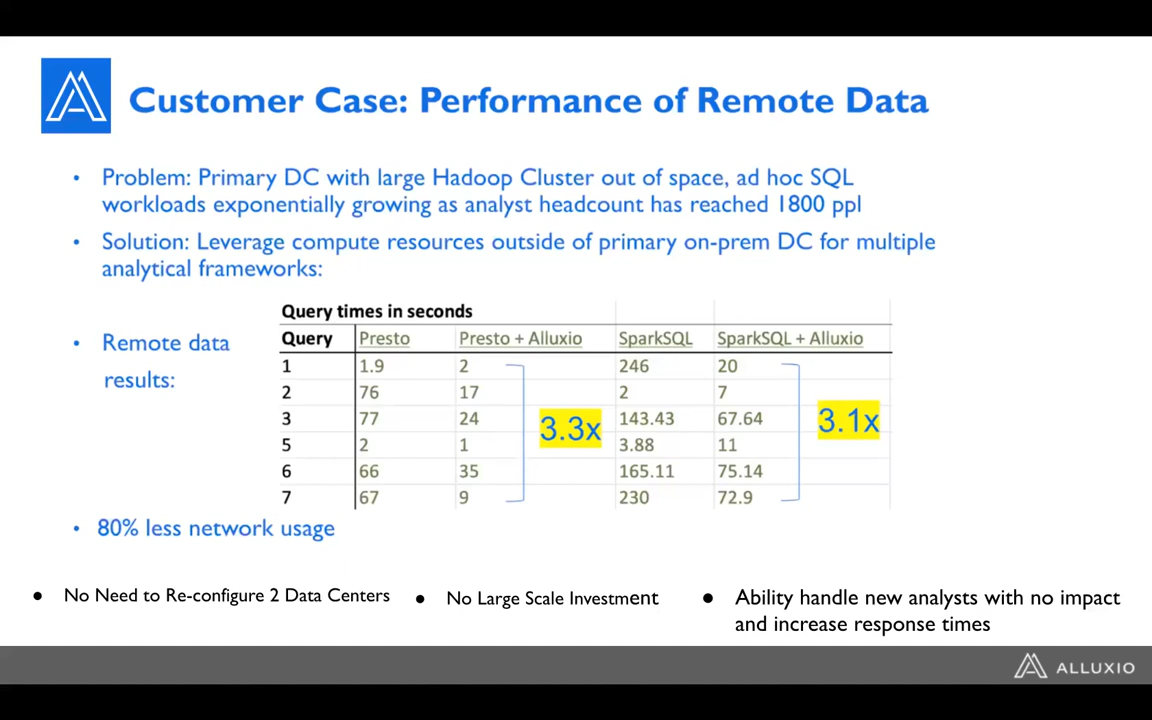 Customer Case: Performance of Remote Data
• Problem: Primary DC with large Hadoop Cluster out of space, ad hoc SQL
workloads exponentially growing as analyst headcount has reached 1800 ppl
• Solution: Leverage compute resources outside of primary on-prem DC for multiple
analytical frameworks:
• Remote data
results:
Query times in seconds
Query Presto Presto + Alluxio SparkSQL SparkSQL + Alluxio
1 1.9 2 246 20
2 76 17 2 7
3 77 24 143.43 67.64
5 2 1 3.88 11
6 66 35 165.11 75.14
7 67 9 230 72.9
3.3x
3.1x
• 80% less network usage
● No Need to Re-configure 2 Data Centers
● No Large Scale Investment
● Ability handle new analysts with no impact
and increase response times
ALLUXIO